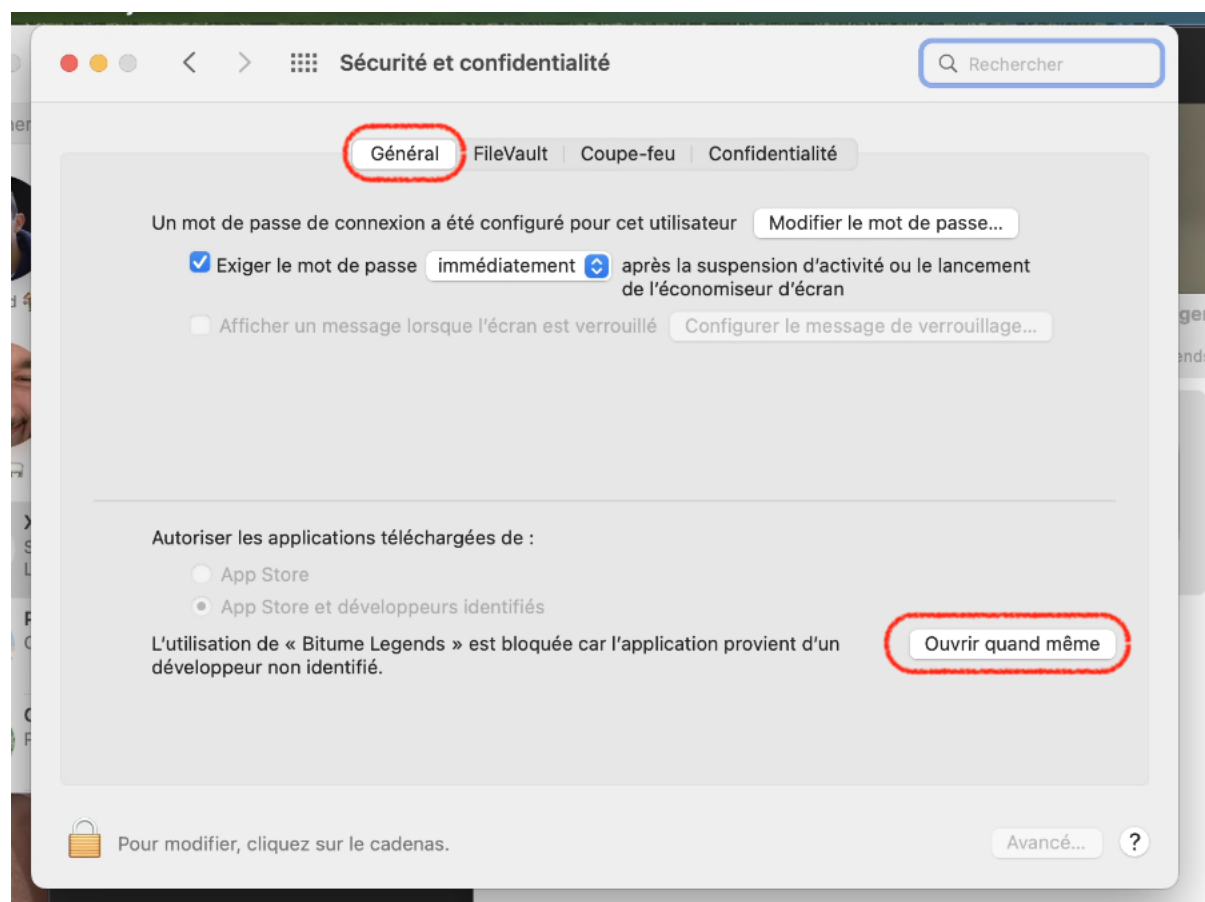 Sécurité et confidentialité
Rechercher
Général FileVault Coupe-feu Confidentialité
Un mot de passe de connexion a été configuré pour cet utilisateur Modifier le mot de passe...
Exiger le mot de passe immédiatement après la suspension d'activité ou le lancement
de l'économiseur d'écran
Afficher un message lorsque l'écran est verrouillé Configurer le message de verrouillage...
Autoriser les applications téléchargées de :
App Store
App Store et développeurs identifiés
L'utilisation de « Bitume Legends » est bloquée car l'application provient d'un
développeur non identifié.
Ouvrir quand même
Pour modifier, cliquez sur le cadenas.
Avancé... ?